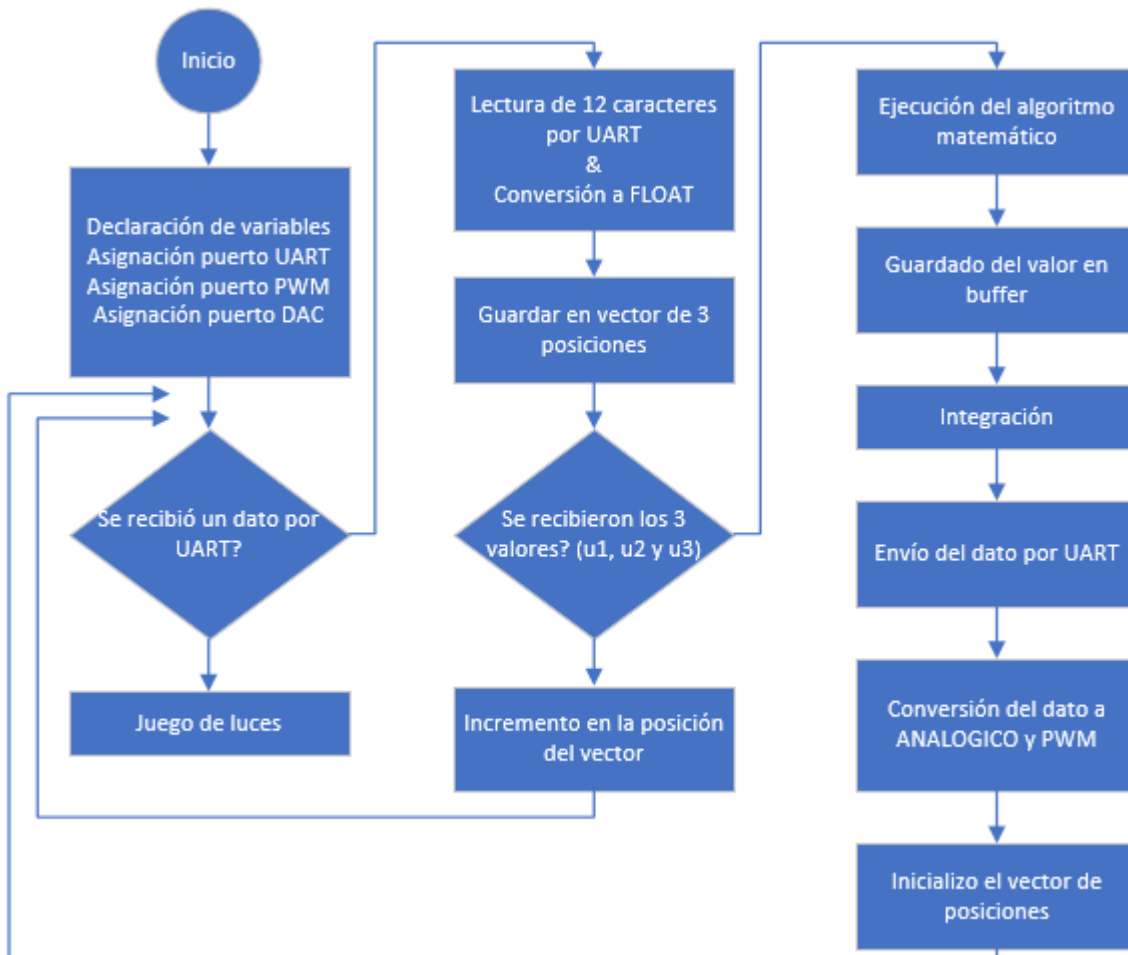 Inicio
Declaración de variables
Asignación puerto UART
Asignación puerto PWM
Asignación puerto DAC
Se recibió un dato por
UART?
Juego de luces
Lectura de 12 caracteres
por UART
&
Conversión a FLOAT
Guardar en vector de 3
posiciones
Se recibieron los 3
valores? (u1, u2 y u3)
Incremento en la posición
del vector
Ejecución del algoritmo
matemático
Guardado del valor en
buffer
Integración
Envío del dato por UART
Conversión del dato a
ANALOGICO y PWM
Inicializo el vector de
posiciones